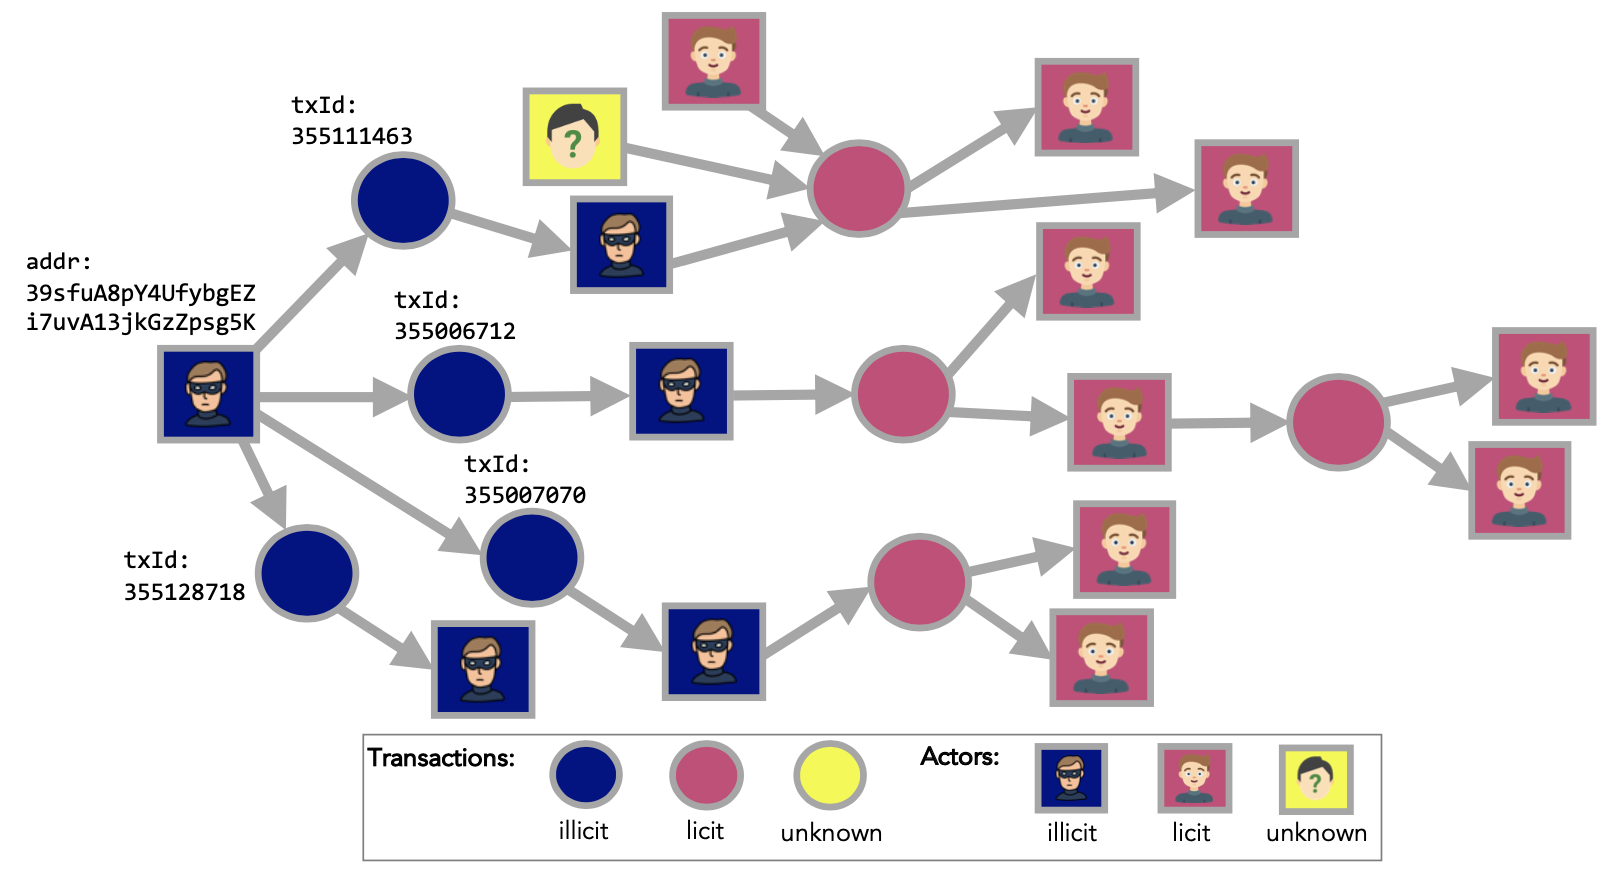 txId:
355111463
addr:
39sfuA8pY4UfybgEZ
i7uvA13jkGzZpsg5K
txId:
355006712
txId:
355007070
txId:
355128718
Transactions:
illicit
licit
unknown
Actors:
illicit
licit
unknown
?
?